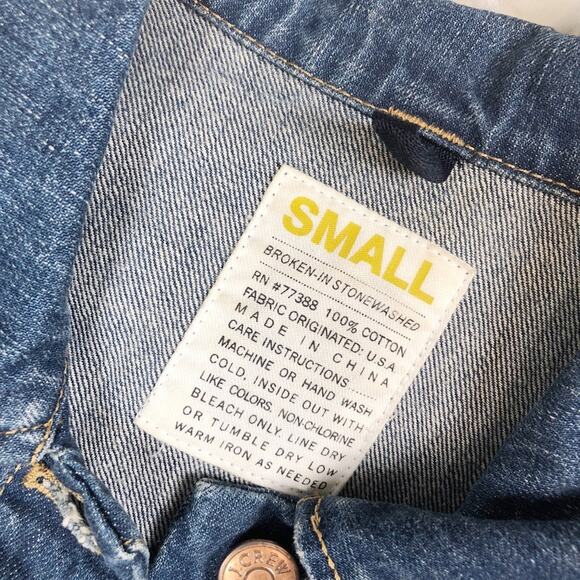 SMALL
BROKEN-IN STONEWASHED
RN #77388 100% COTTON
FABRIC ORIGINATED: U.S.A
MADE IN CHINA
CARE INSTRUCTIONS
MACHINE OR HAND WASH
COLD, INSIDE OUT WITH
LIKE COLORS, NON-CHLORINE
BLEACH ONLY. LINE DRY
OR TUMBLE DRY LOW
WARM IRON AS NEEDED
J.CREW